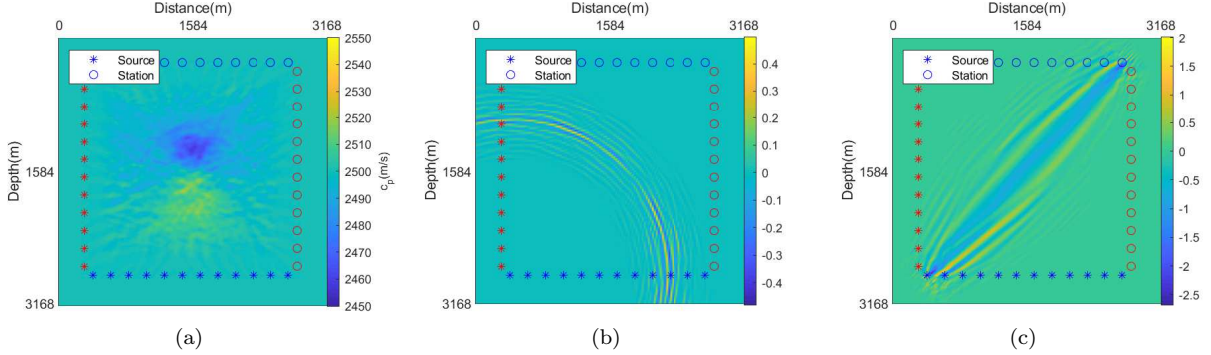 Distance(m)
0 1584 3168
Depth(m)
1584
3168
Source
Station
2550
2540
2530
2520
2510
2500
2490
2480
2470
2460
2450
c_p(m/s)
(a)
Distance(m)
0 1584 3168
Depth(m)
1584
3168
Source
Station
0.4
0.3
0.2
0.1
0
-0.1
-0.2
-0.3
-0.4
(b)
Distance(m)
0 1584 3168
Depth(m)
1584
3168
Source
Station
2
1.5
1
0.5
0
-0.5
-1
-1.5
-2
-2.5
(c)